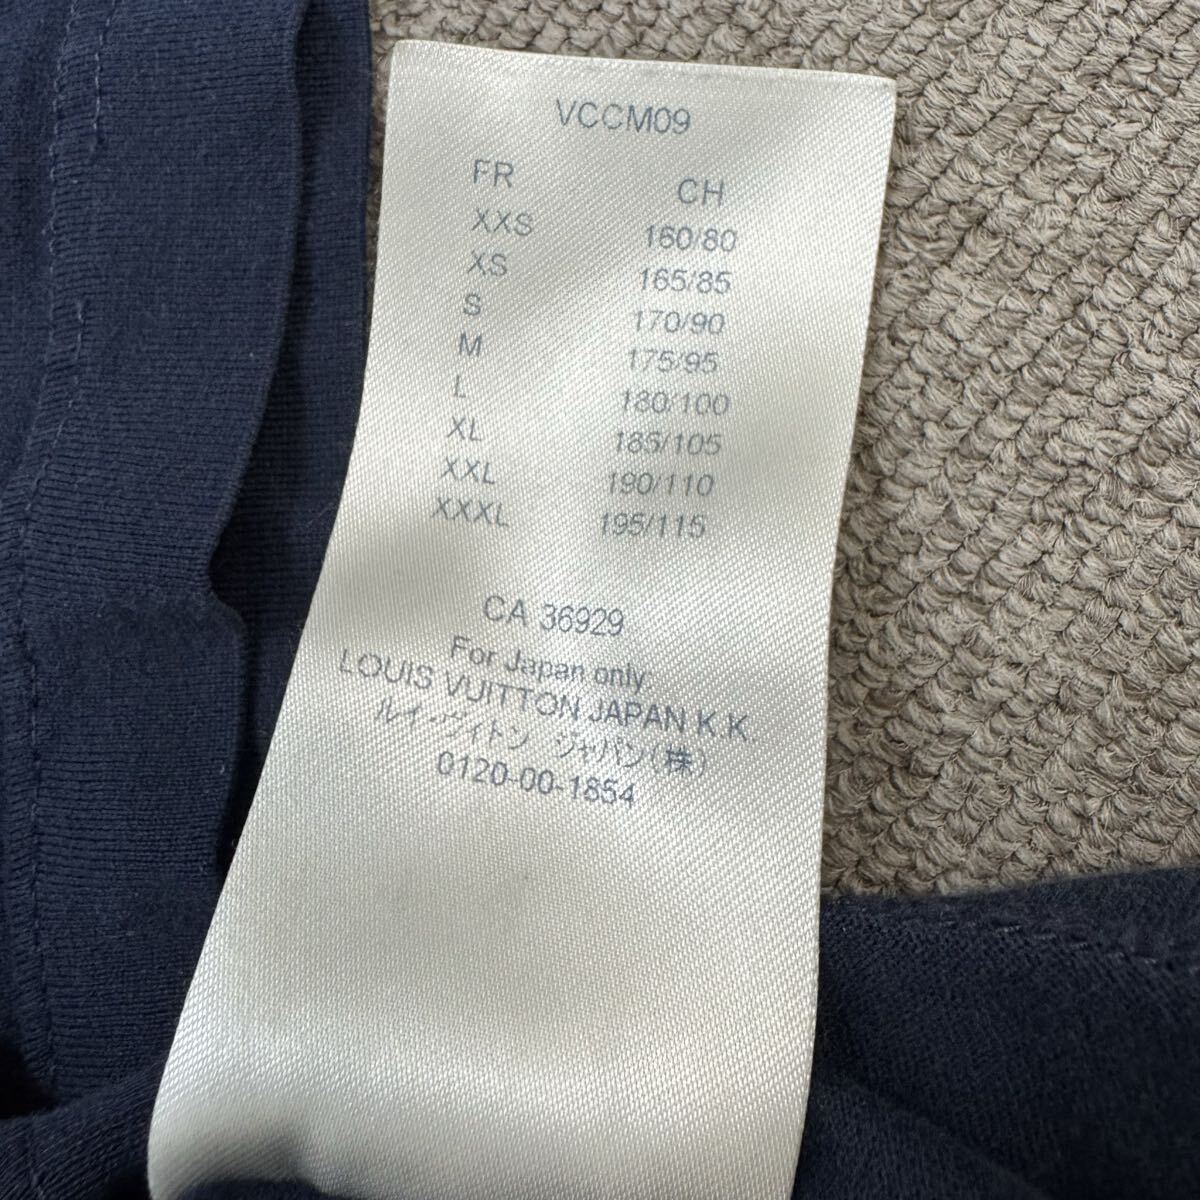 VCCM09
FR CH
XXS 160/80
XS 165/85
S 170/90
M 175/95
L 180/100
XL 185/105
XXL 190/110
XXXL 195/115
CA 36929
For Japan only.
LOUIS VUITTON JAPAN K.K
ルイ・ヴィトン ジャパン(株)
0120-00-1854